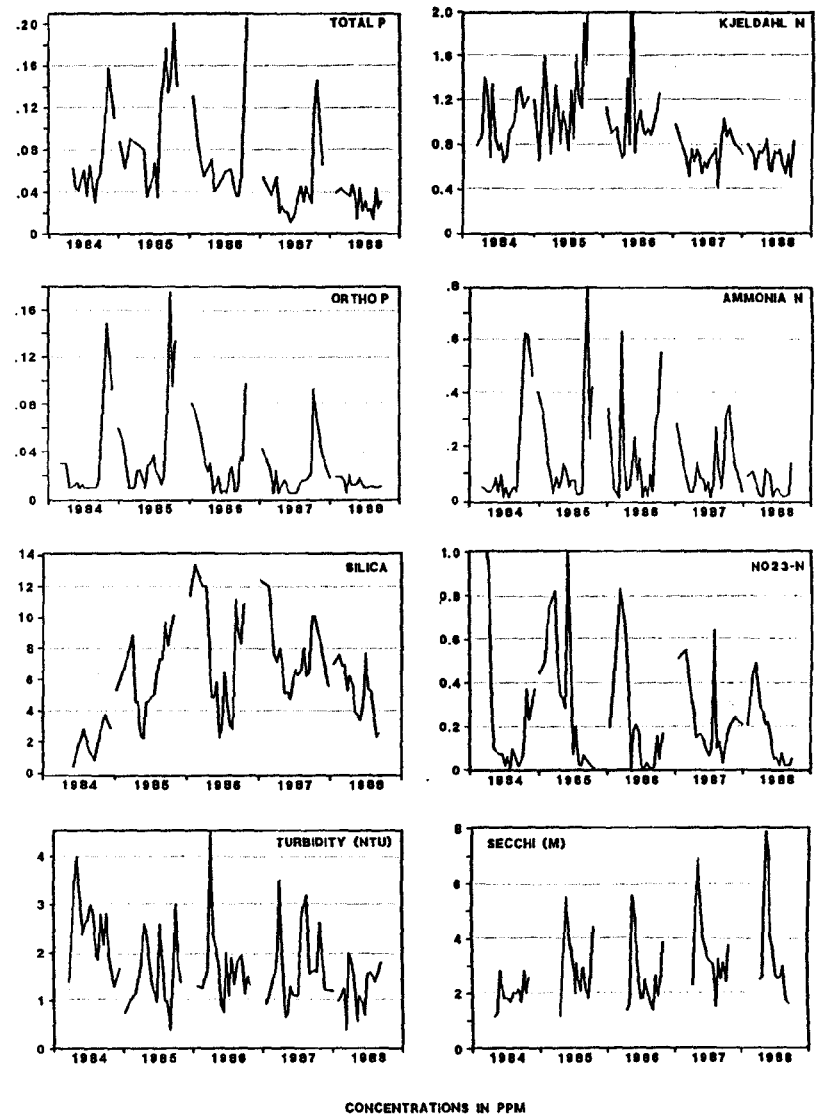 TOTAL P
.20
.16
.12
.08
.04
0
1984 1985 1986 1987 1988
KJELDAHL N
2.0
1.6
1.2
0.8
0.4
0
1984 1985 1986 1987 1988
ORTHO P
.16
.12
.08
.04
0
1984 1985 1986 1987 1988
AMMONIA N
.8
.6
.4
.2
0
1984 1985 1986 1987 1988
SILICA
14
12
10
8
6
4
2
0
1984 1985 1986 1987 1988
NO23-N
1.0
0.8
0.6
0.4
0.2
0
1984 1985 1986 1987 1988
TURBIDITY (NTU)
4
3
2
1
0
1984 1985 1986 1987 1988
SECCHI (M)
8
6
4
2
0
1984 1985 1986 1987 1988
CONCENTRATIONS IN PPM